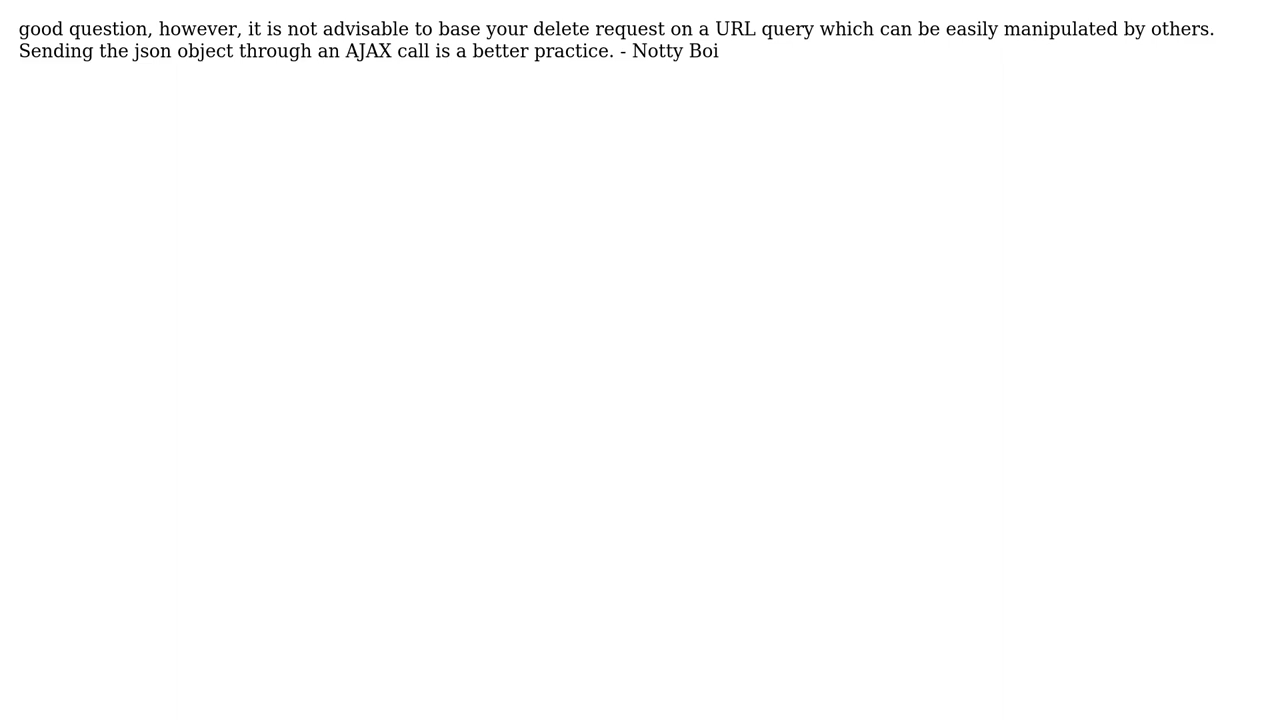 good question, however, it is not advisable to base your delete request on a URL query which can be easily manipulated by others.
Sending the json object through an AJAX call is a better practice. - Notty Boi